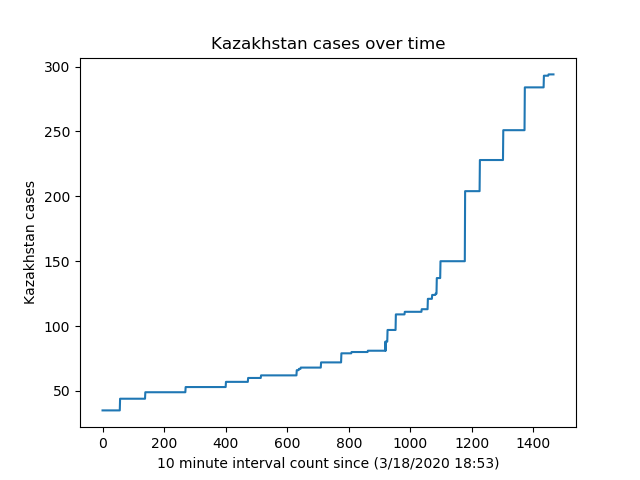 Kazakhstan cases over time
300
250
200
150
100
50
Kazakhstan cases
0 200 400 600 800 1000 1200 1400
10 minute interval count since (3/18/2020 18:53)